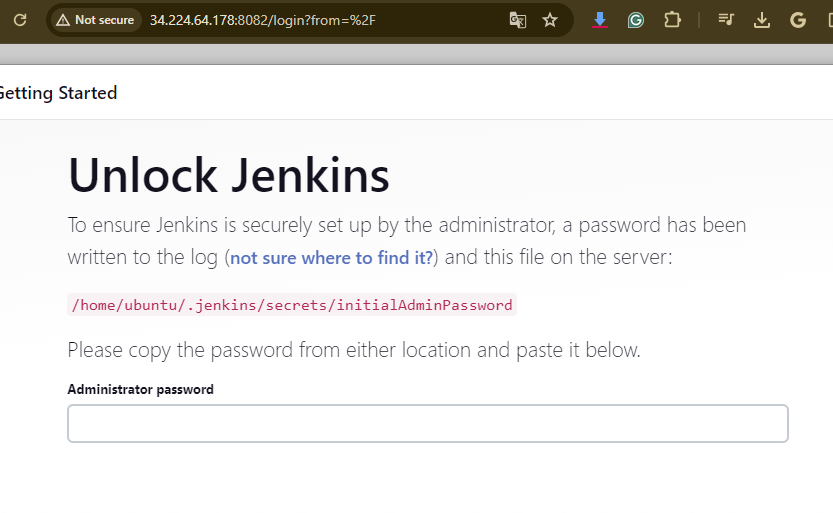 Not secure 34.224.64.178:8082/login?from=%2F
Getting Started
Unlock Jenkins
To ensure Jenkins is securely set up by the administrator, a password has been
written to the log (not sure where to find it?) and this file on the server:
/home/ubuntu/.jenkins/secrets/initialAdminPassword
Please copy the password from either location and paste it below.
Administrator password